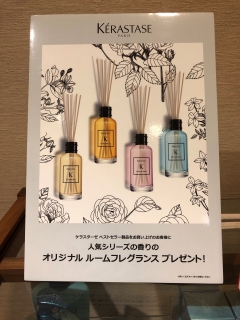 KÉRASTASE
PARIS
K
K
K
K
ケラスターゼ ベストセラー製品をお買い上げのお客様に
人気シリーズの香りの
オリジナル ルームフレグランス プレゼント!